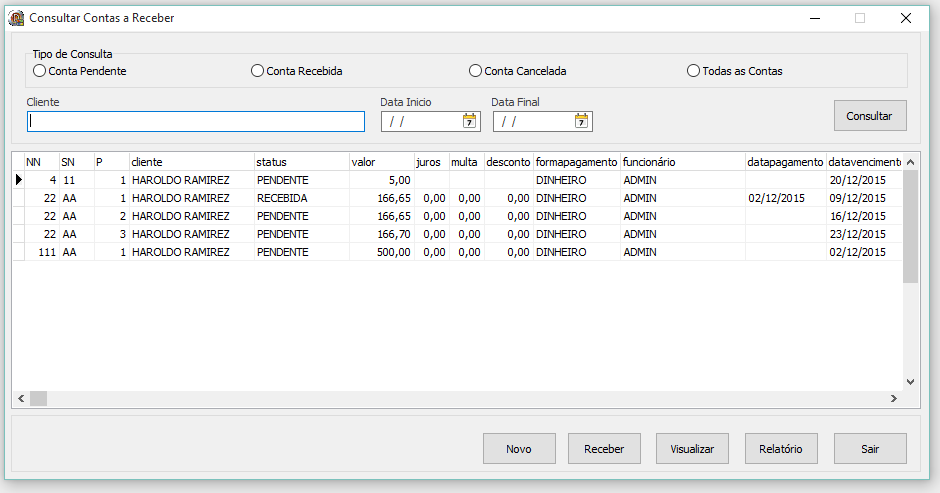 Consultar Contas a Receber
Tipo de Consulta
Conta Pendente Conta Recebida Conta Cancelada Todas as Contas
Cliente Data Inicio Data Final
/ / / / Consultar
NN SN P cliente status valor juros multa desconto formapagamento funcionário datapagamento datavencimento
4 11 1 HAROLDO RAMIREZ PENDENTE 5,00 DINHEIRO ADMIN 20/12/2015
22 AA 1 HAROLDO RAMIREZ RECEBIDA 166,65 0,00 0,00 0,00 DINHEIRO ADMIN 02/12/2015 09/12/2015
22 AA 2 HAROLDO RAMIREZ PENDENTE 166,65 0,00 0,00 0,00 DINHEIRO ADMIN 16/12/2015
22 AA 3 HAROLDO RAMIREZ PENDENTE 166,70 0,00 0,00 0,00 DINHEIRO ADMIN 23/12/2015
111 AA 1 HAROLDO RAMIREZ PENDENTE 500,00 0,00 0,00 0,00 DINHEIRO ADMIN 02/12/2015
Novo Receber Visualizar Relatório Sair